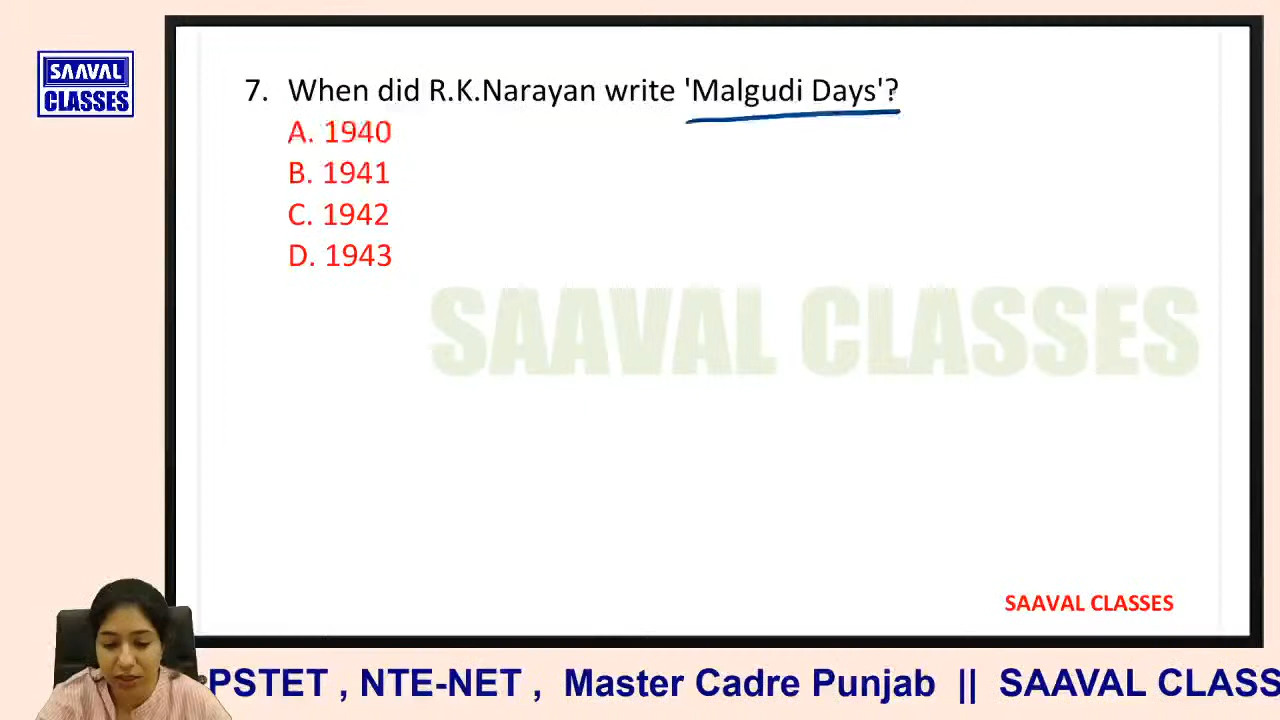 SAAVAL
CLASSES
7. When did R.K.Narayan write 'Malgudi Days'?
A. 1940
B. 1941
C. 1942
D. 1943
SAAVAL CLASSES
SAAVAL CLASSES
PSTET , NTE-NET , Master Cadre Punjab || SAAVAL CLASS